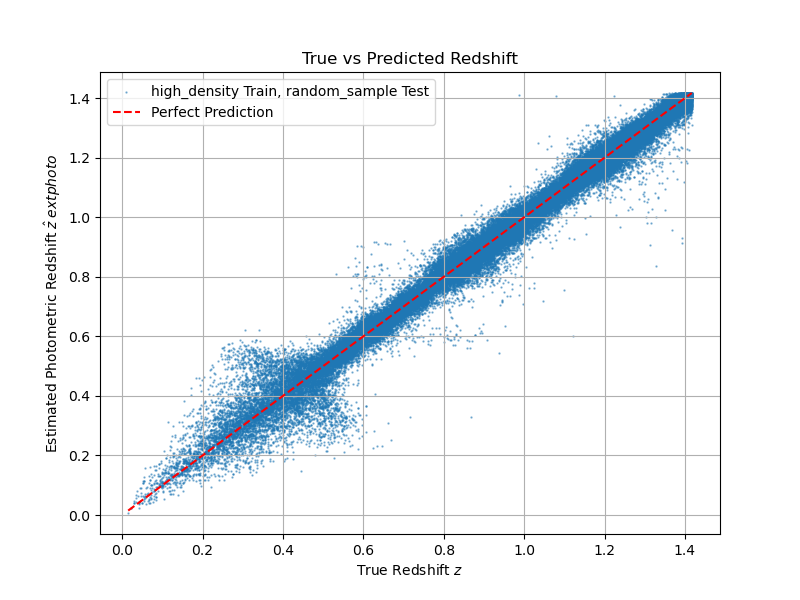 True vs Predicted Redshift
high_density Train, random_sample Test
Perfect Prediction
Estimated Photometric Redshift ẑ extphoto
1.4
1.2
1.0
0.8
0.6
0.4
0.2
0.0
0.0 0.2 0.4 0.6 0.8 1.0 1.2 1.4
True Redshift z